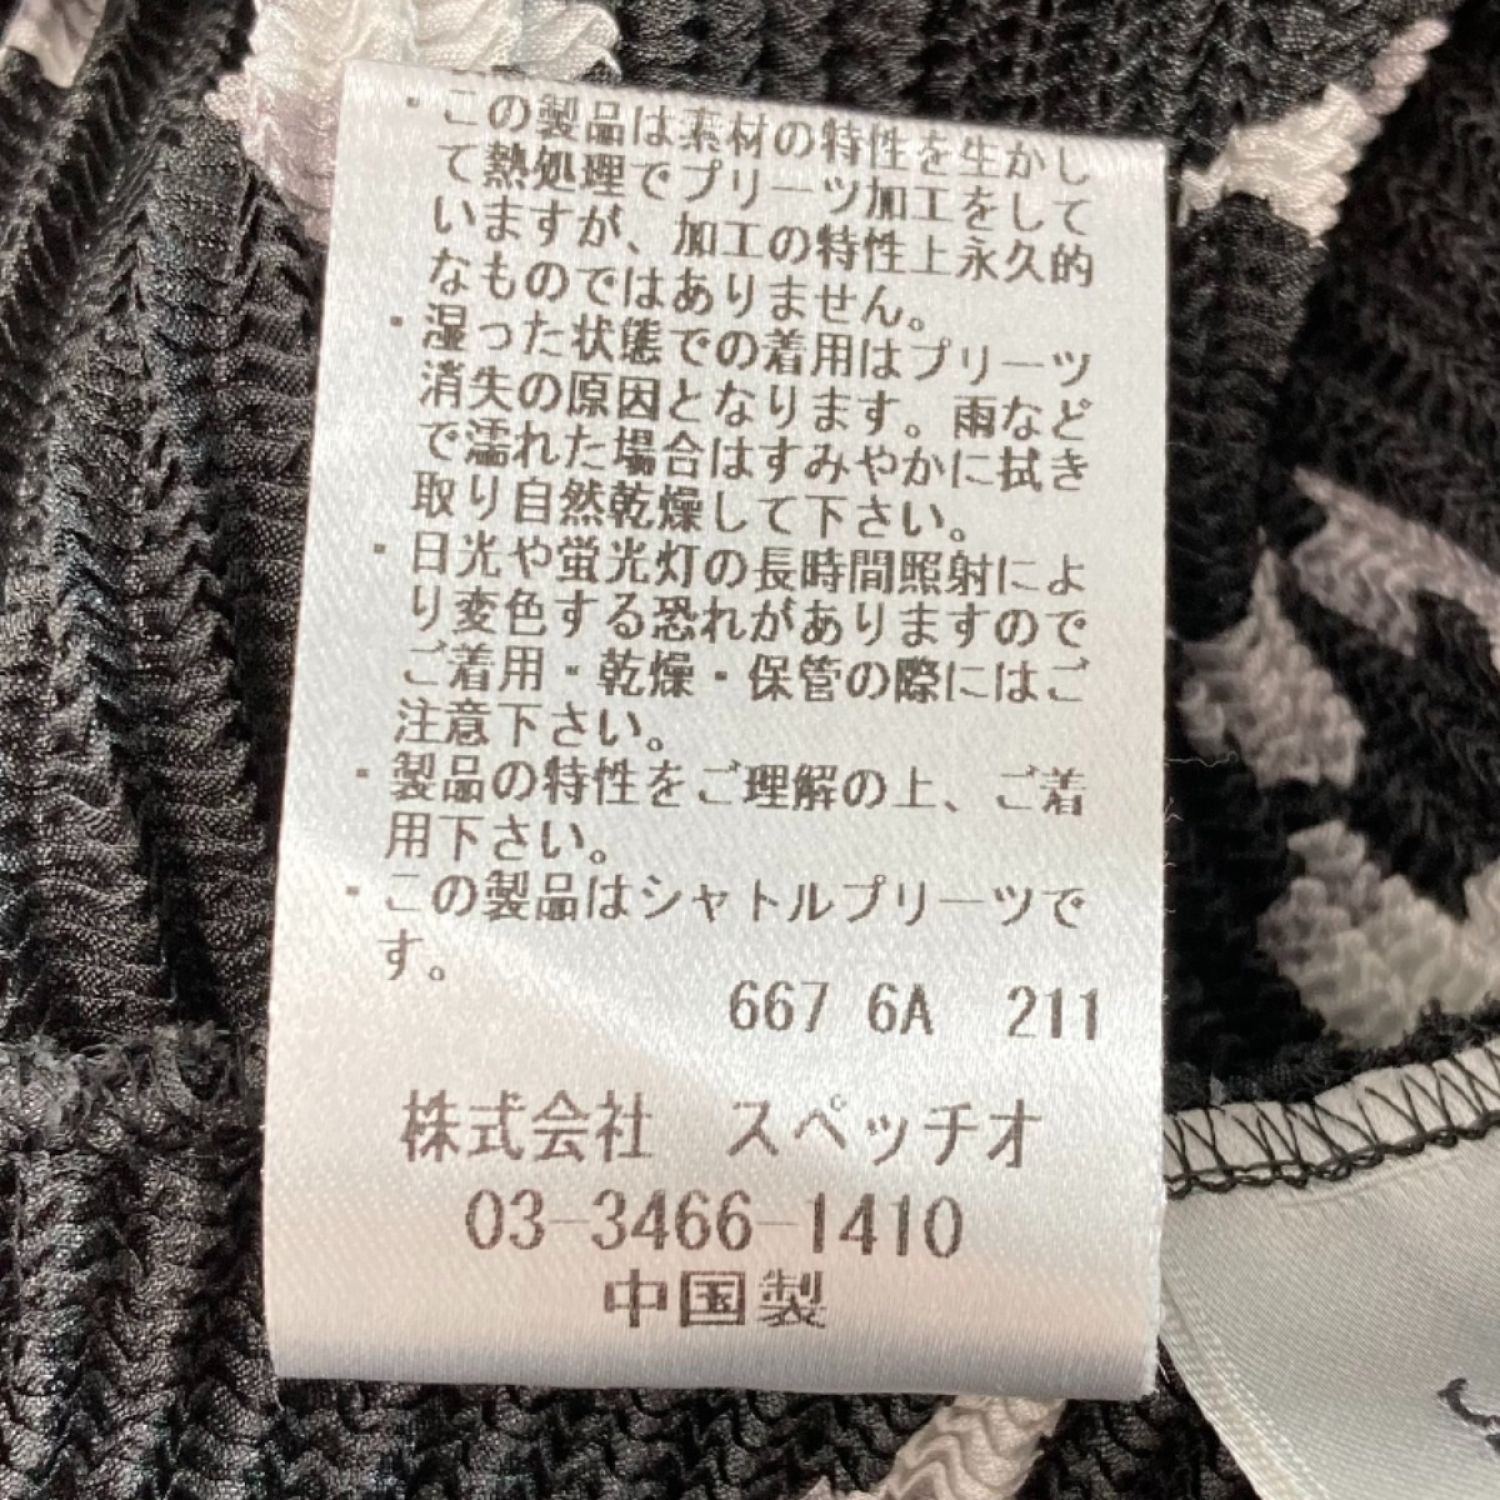 ・この製品は素材の特性を生かし
て熱処理でプリーツ加工をして
いますが、加工の特性上永久的
なものではありません。
・湿った状態での着用はプリーツ
消失の原因となります。雨など
で濡れた場合はすみやかに拭き
取り自然乾燥して下さい。
・日光や蛍光灯の長時間照射によ
り変色する恐れがありますので
ご着用・乾燥・保管の際にはご
注意下さい。
・製品の特性をご理解の上、ご着
用下さい。
・この製品はシャトルプリーツで
す。
667 6A 211
株式会社 スペッチオ
03-3466-1410
中国製